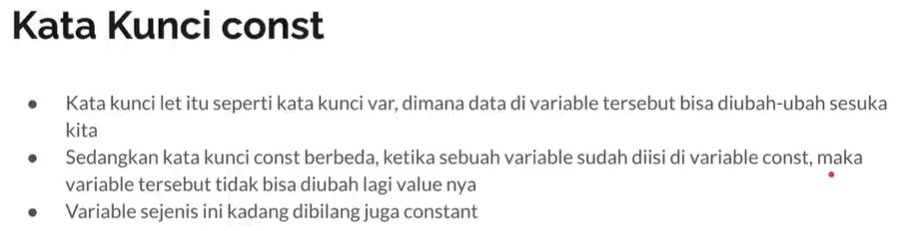 Kata Kunci const
● Kata kunci let itu seperti kata kunci var, dimana data di variable tersebut bisa diubah-ubah sesuka
kita
● Sedangkan kata kunci const berbeda, ketika sebuah variable sudah diisi di variable const, maka
variable tersebut tidak bisa diubah lagi value nya
● Variable sejenis ini kadang dibilang juga constant